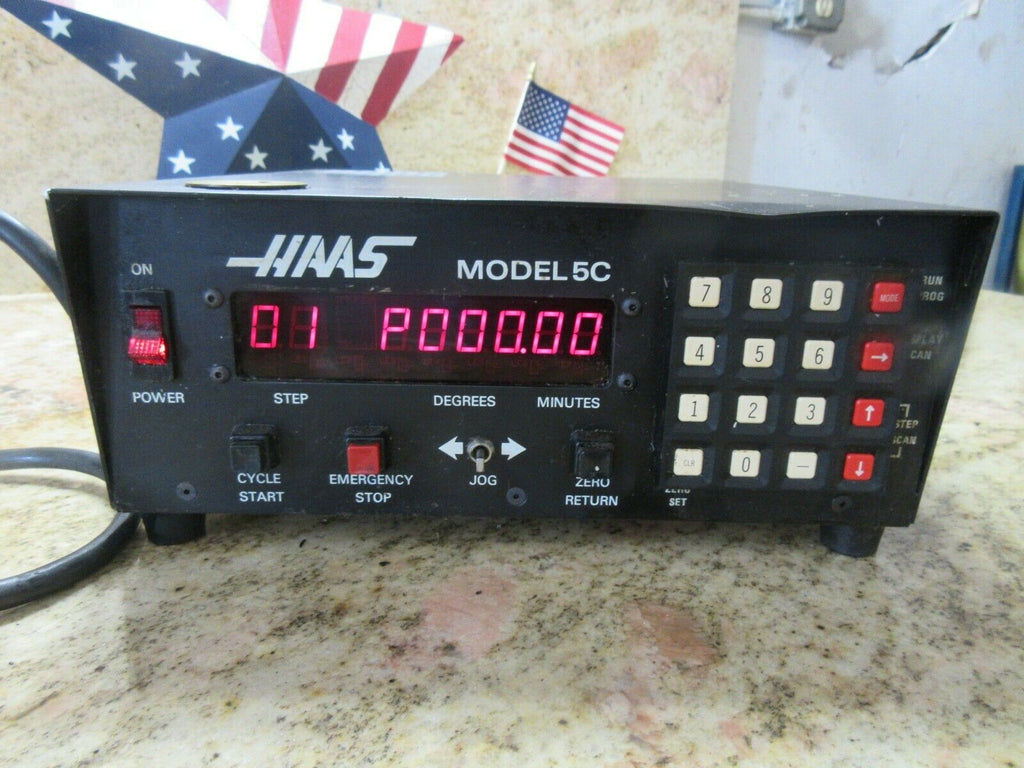 HAAS
MODEL 5C
ON
01 P000.00
POWER
STEP
DEGREES
MINUTES
CYCLE
START
EMERGENCY
STOP
JOG
ZERO
RETURN
7 8 9 MODE
4 5 6 →
1 2 3 ↑
CLR 0 — ↓
RUN
PROG
CAN
STEP
SCAN
ZERO
SET